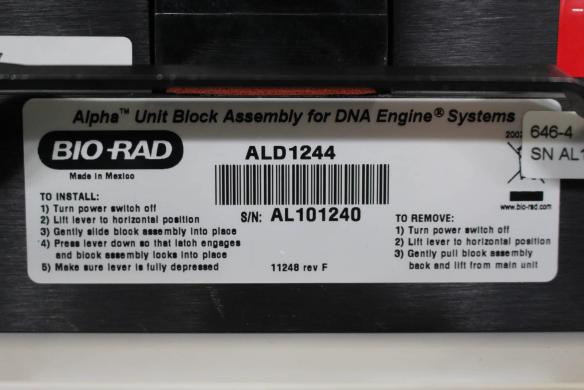 Alpha™ Unit Block Assembly for DNA Engine® Systems
BIO-RAD
Made in Mexico
ALD1244
S/N: AL101240
646-4
SN AL1
www.bio-rad.com
TO INSTALL:
1) Turn power switch off
2) Lift lever to horizontal position
3) Gently slide block assembly into place
4) Press lever down so that latch engages
and block assembly locks into place
5) Make sure lever is fully depressed
11248 rev F
TO REMOVE:
1) Turn power switch off
2) Lift lever to horizontal position
3) Gently pull block assembly
back and lift from main unit